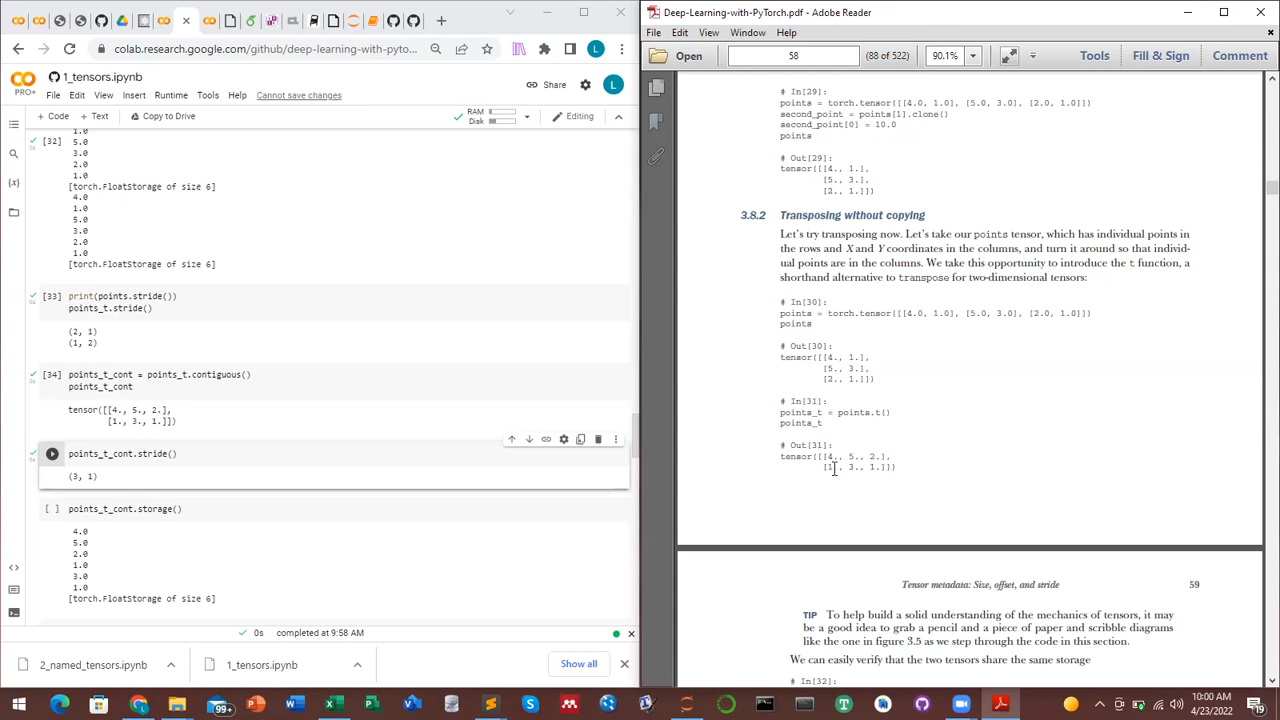 colab.research.google.com/github/deep-learning-with-pyto...
L
PRO+
1_tensors.ipynb
Share
L
File Edit View Insert Runtime Tools Help Cannot save changes
+ Code + Text Copy to Drive
RAM
Disk
Editing
1.0
[32] 5.0
3.0
2.0
1.0
[torch.FloatStorage of size 6]
4.0
1.0
5.0
3.0
2.0
1.0
[torch.FloatStorage of size 6]
[33] print(points.stride())
points_t.stride()
(2, 1)
(1, 2)
[34] points_t_cont = points_t.contiguous()
points_t_cont
tensor([[4., 5., 2.],
[1., 3., 1.]])
points_t_cont.stride()
(3, 1)
[ ] points_t_cont.storage()
4.0
5.0
2.0
1.0
3.0
1.0
[torch.FloatStorage of size 6]
0s completed at 9:58 AM
2_named_tensors.ipynb
1_tensors.ipynb
Show all
Deep-Learning-with-PyTorch.pdf - Adobe Reader
File Edit View Window Help
Open 58 (88 of 522) 90.1% Tools Fill & Sign Comment
# In[29]:
points = torch.tensor([[4.0, 1.0], [5.0, 3.0], [2.0, 1.0]])
second_point = points[1].clone()
second_point[0] = 10.0
points
# Out[29]:
tensor([[4., 1.],
[5., 3.],
[2., 1.]])
3.8.2 Transposing without copying
Let's try transposing now. Let's take our points tensor, which has individual points in
the rows and X and Y coordinates in the columns, and turn it around so that individ-
ual points are in the columns. We take this opportunity to introduce the t function, a
shorthand alternative to transpose for two-dimensional tensors:
# In[30]:
points = torch.tensor([[4.0, 1.0], [5.0, 3.0], [2.0, 1.0]])
points
# Out[30]:
tensor([[4., 1.],
[5., 3.],
[2., 1.]])
# In[31]:
points_t = points.t()
points_t
# Out[31]:
tensor([[4., 5., 2.],
[1., 3., 1.]])
Tensor metadata: Size, offset, and stride 59
TIP To help build a solid understanding of the mechanics of tensors, it may
be a good idea to grab a pencil and a piece of paper and scribble diagrams
like the one in figure 3.5 as we step through the code in this section.
We can easily verify that the two tensors share the same storage
# In[32]:
99+
10:00 AM
4/23/2022
19